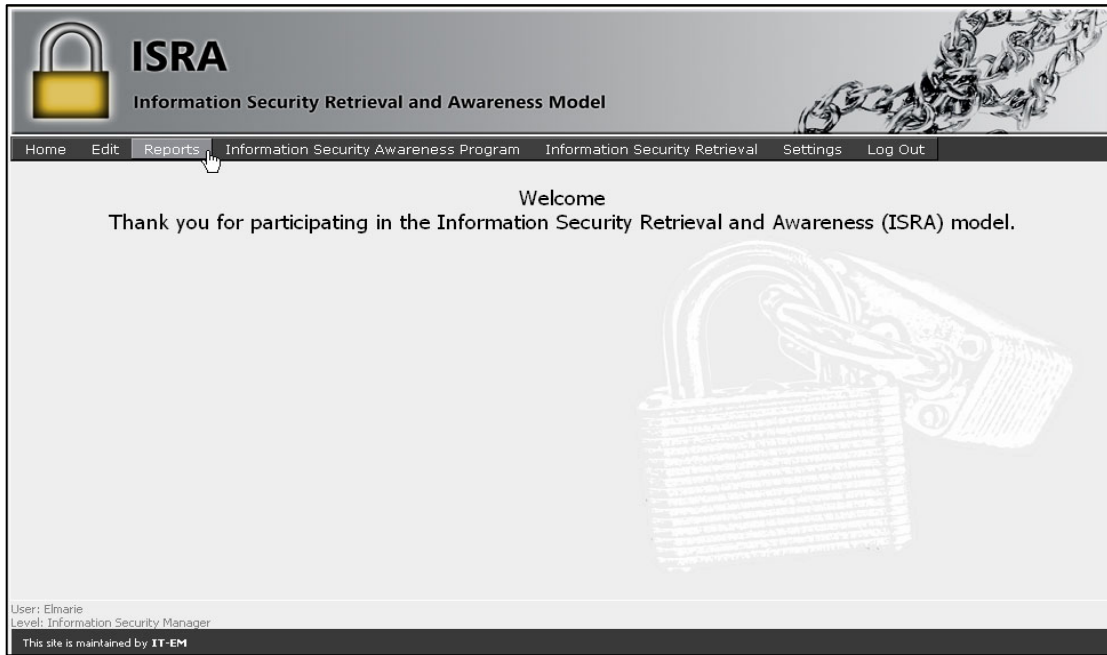 ISRA
Information Security Retrieval and Awareness Model
Home Edit Reports Information Security Awareness Program Information Security Retrieval Settings Log Out
Welcome
Thank you for participating in the Information Security Retrieval and Awareness (ISRA) model.
User: Elmarie
Level: Information Security Manager
This site is maintained by IT-EM